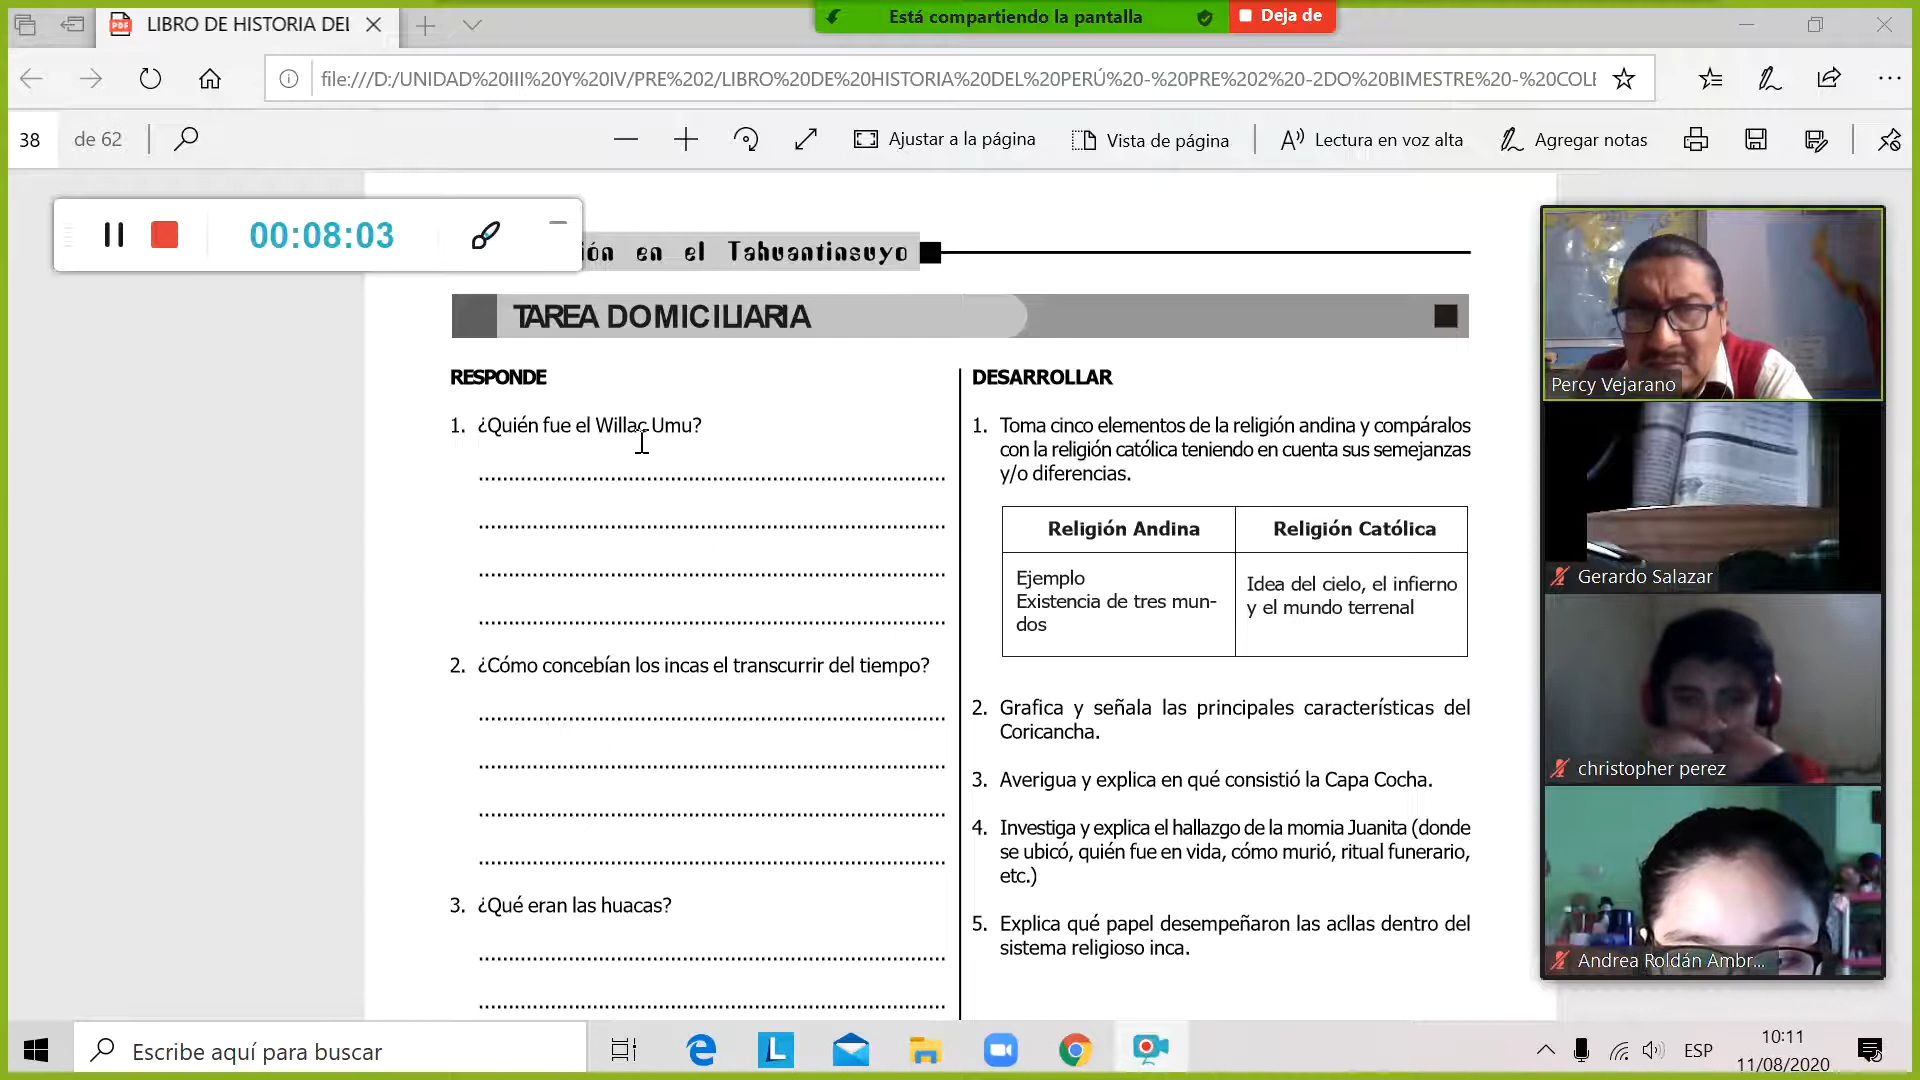 LIBRO DE HISTORIA DEL
Está compartiendo la pantalla
Deja de
file:///D:/UNIDAD%20III%20Y%20IV/PRE%202/LIBRO%20DE%20HISTORIA%20DEL%20PERÚ%20-%20PRE%202%20-2DO%20BIMESTRE%20-%20COLE
38 de 62
Ajustar a la página
Vista de página
Lectura en voz alta
Agregar notas
00:08:03
ión en el Tahuantinsuyo
TAREA DOMICILIARIA
RESPONDE
1. ¿Quién fue el Willac Umu?
2. ¿Cómo concebían los incas el transcurrir del tiempo?
3. ¿Qué eran las huacas?
DESARROLLAR
1. Toma cinco elementos de la religión andina y compáralos
con la religión católica teniendo en cuenta sus semejanzas
y/o diferencias.
Religión Andina
Religión Católica
Ejemplo
Existencia de tres mun-
dos
Idea del cielo, el infierno
y el mundo terrenal
2. Grafica y señala las principales características del
Coricancha.
3. Averigua y explica en qué consistió la Capa Cocha.
4. Investiga y explica el hallazgo de la momia Juanita (donde
se ubicó, quién fue en vida, cómo murió, ritual funerario,
etc.)
5. Explica qué papel desempeñaron las acllas dentro del
sistema religioso inca.
Percy Vejarano
Gerardo Salazar
christopher perez
Andrea Roldán Ambr...
Escribe aquí para buscar
ESP
10:11
11/08/2020